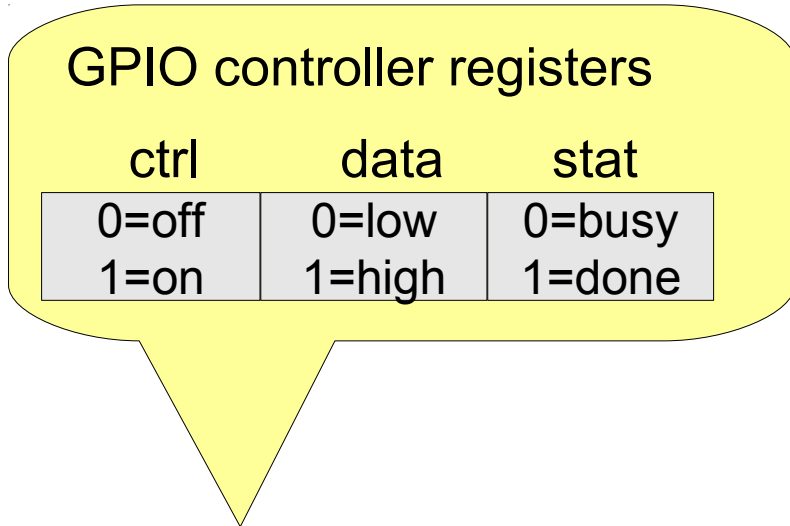 GPIO controller registers
ctrl data stat
0=off 0=low 0=busy
1=on 1=high 1=done